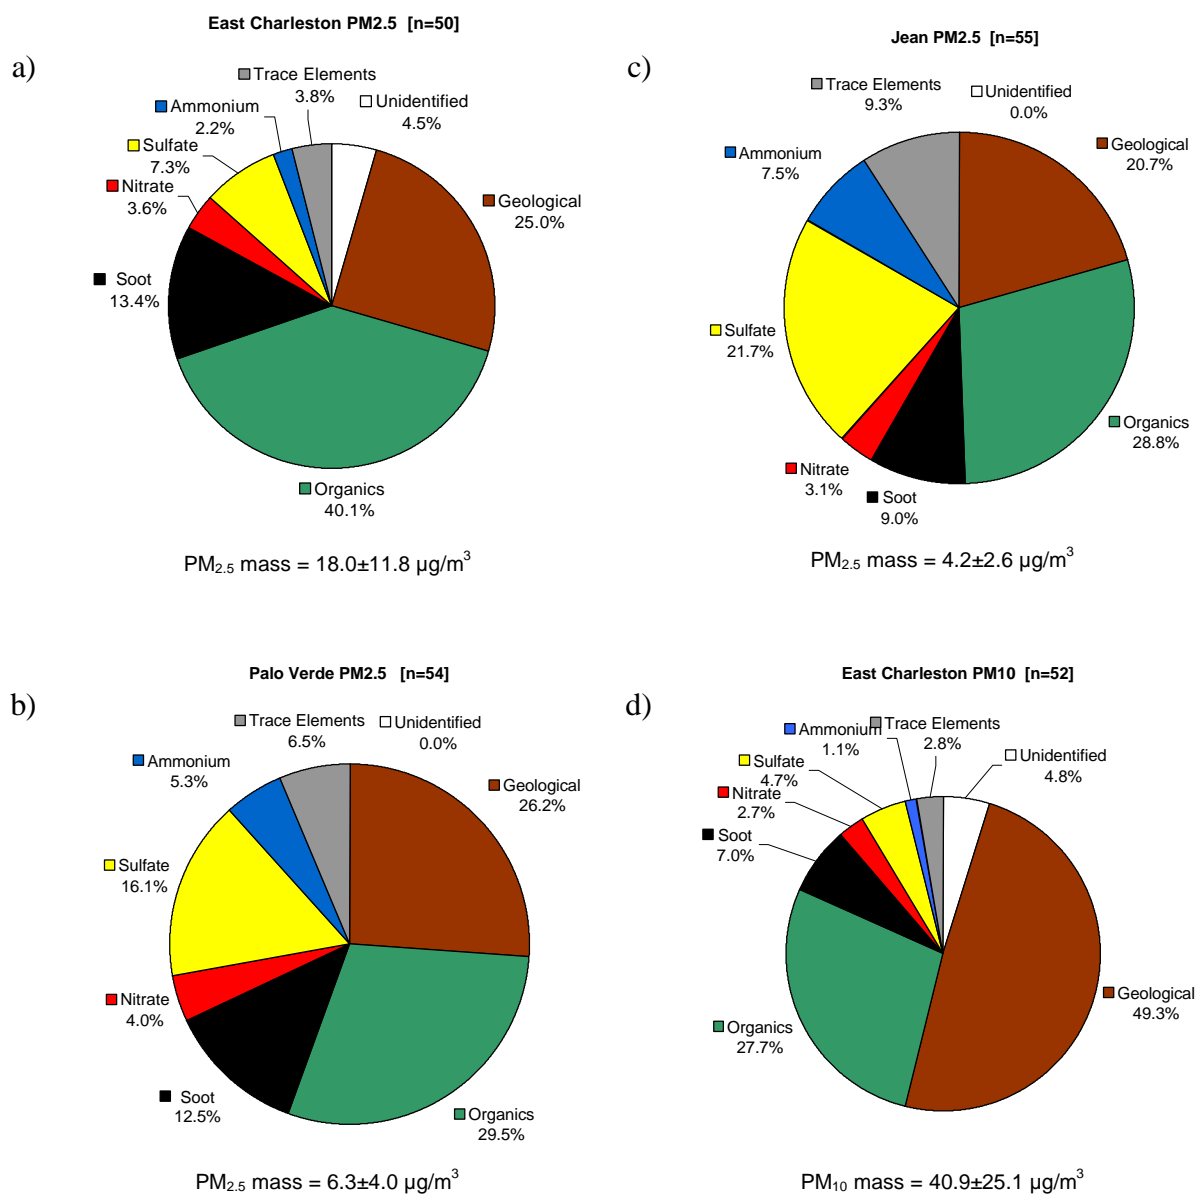 East Charleston PM2.5 [n=50]
a)
Trace Elements
3.8%
Unidentified
4.5%
Ammonium
2.2%
Sulfate
7.3%
Nitrate
3.6%
Geological
25.0%
Soot
13.4%
Organics
40.1%
PM2.5 mass = 18.0±11.8 µg/m3
Jean PM2.5 [n=55]
c)
Trace Elements
9.3%
Unidentified
0.0%
Ammonium
7.5%
Geological
20.7%
Sulfate
21.7%
Organics
28.8%
Nitrate
3.1%
Soot
9.0%
PM2.5 mass = 4.2±2.6 µg/m3
Palo Verde PM2.5 [n=54]
b)
Trace Elements
6.5%
Unidentified
0.0%
Ammonium
5.3%
Geological
26.2%
Sulfate
16.1%
Nitrate
4.0%
Soot
12.5%
Organics
29.5%
PM2.5 mass = 6.3±4.0 µg/m3
East Charleston PM10 [n=52]
d)
Ammonium
1.1%
Trace Elements
2.8%
Unidentified
4.8%
Sulfate
4.7%
Nitrate
2.7%
Soot
7.0%
Geological
49.3%
Organics
27.7%
PM10 mass = 40.9±25.1 µg/m3